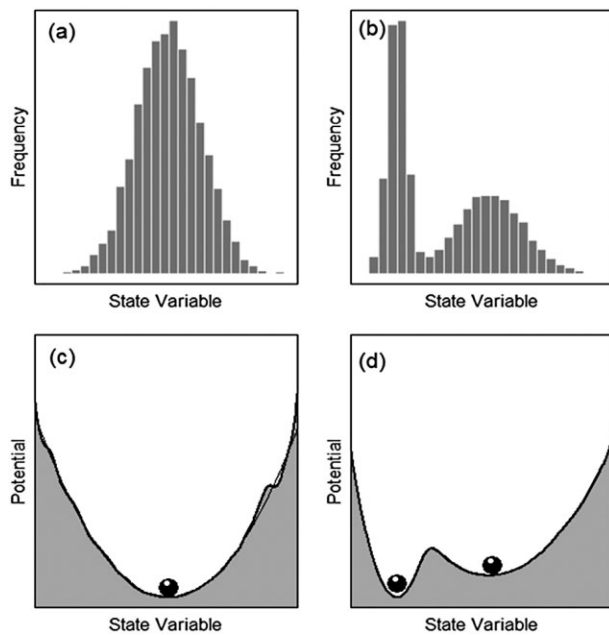 (a)
Frequency
State Variable
(b)
Frequency
State Variable
(c)
Potential
State Variable
(d)
Potential
State Variable